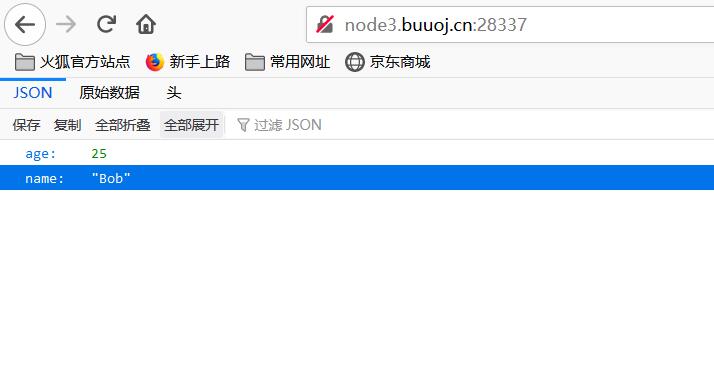 node3.buuoj.cn:28337
火狐官方站点 新手上路 常用网址 京东商城
JSON 原始数据 头
保存 复制 全部折叠 全部展开 过滤 JSON
age: 25
name: "Bob"